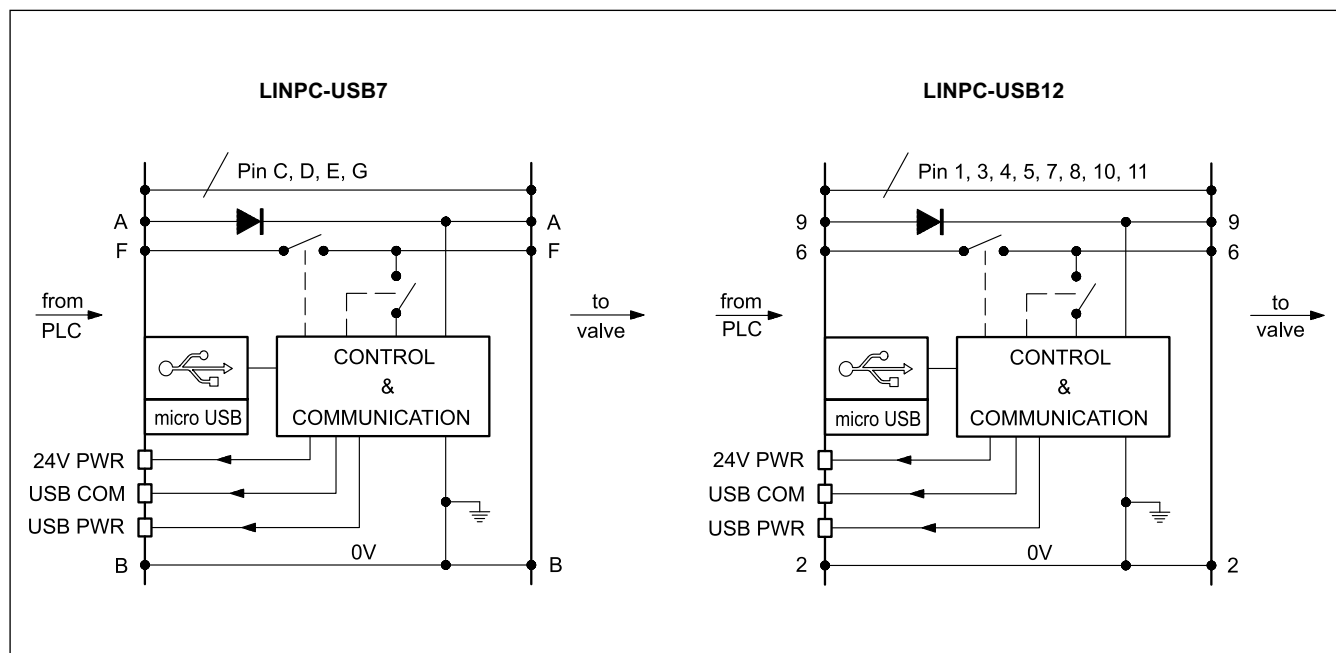 LINPC-USB7
Pin C, D, E, G
A
A
F
F
from
PLC
to
valve
CONTROL
&
COMMUNICATION
micro USB
24V PWR
USB COM
USB PWR
0V
B
B
LINPC-USB12
Pin 1, 3, 4, 5, 7, 8, 10, 11
9
9
6
6
from
PLC
to
valve
CONTROL
&
COMMUNICATION
micro USB
24V PWR
USB COM
USB PWR
0V
2
2